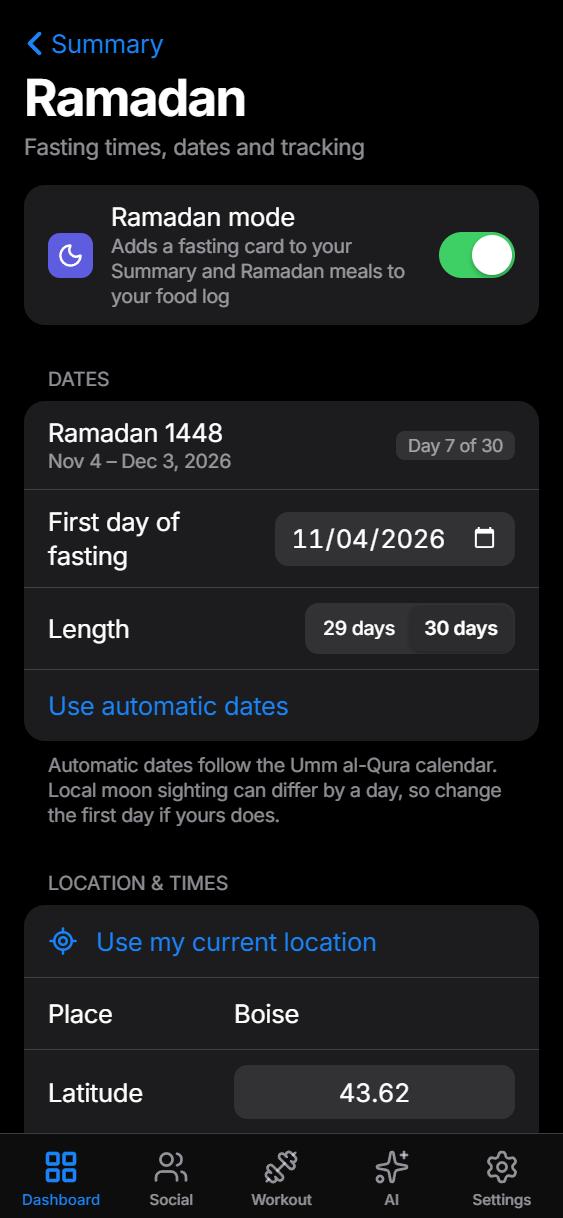 Summary
Ramadan
Fasting times, dates and tracking
Ramadan mode
Adds a fasting card to your
Summary and Ramadan meals to
your food log
DATES
Ramadan 1448
Nov 4 – Dec 3, 2026
Day 7 of 30
First day of
fasting
11/04/2026
Length
29 days
30 days
Use automatic dates
Automatic dates follow the Umm al-Qura calendar.
Local moon sighting can differ by a day, so change
the first day if yours does.
LOCATION & TIMES
Use my current location
Place
Boise
Latitude
43.62
Dashboard
Social
Workout
AI
Settings